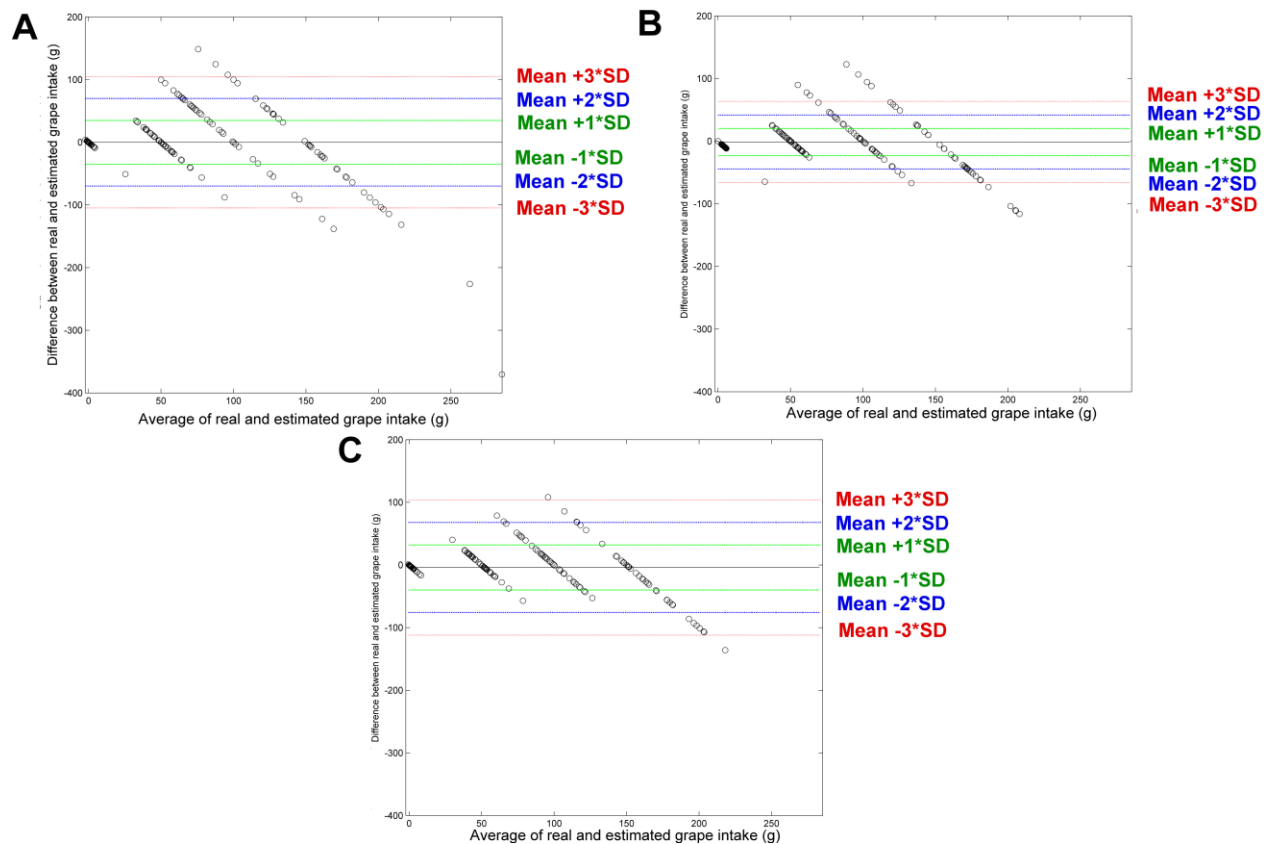 A
200
100
0
-100
-200
-300
-400
0
50
100
150
200
250
Difference between real and estimated grape intake (g)
Average of real and estimated grape intake (g)
Mean +3*SD
Mean +2*SD
Mean +1*SD
Mean -1*SD
Mean -2*SD
Mean -3*SD
B
200
100
0
-100
-200
-300
-400
0
50
100
150
200
250
Difference between real and estimated grape intake (g)
Average of real and estimated grape intake (g)
Mean +3*SD
Mean +2*SD
Mean +1*SD
Mean -1*SD
Mean -2*SD
Mean -3*SD
C
200
100
0
-100
-200
-300
-400
0
50
100
150
200
250
Difference between real and estimated grape intake (g)
Average of real and estimated grape intake (g)
Mean +3*SD
Mean +2*SD
Mean +1*SD
Mean -1*SD
Mean -2*SD
Mean -3*SD